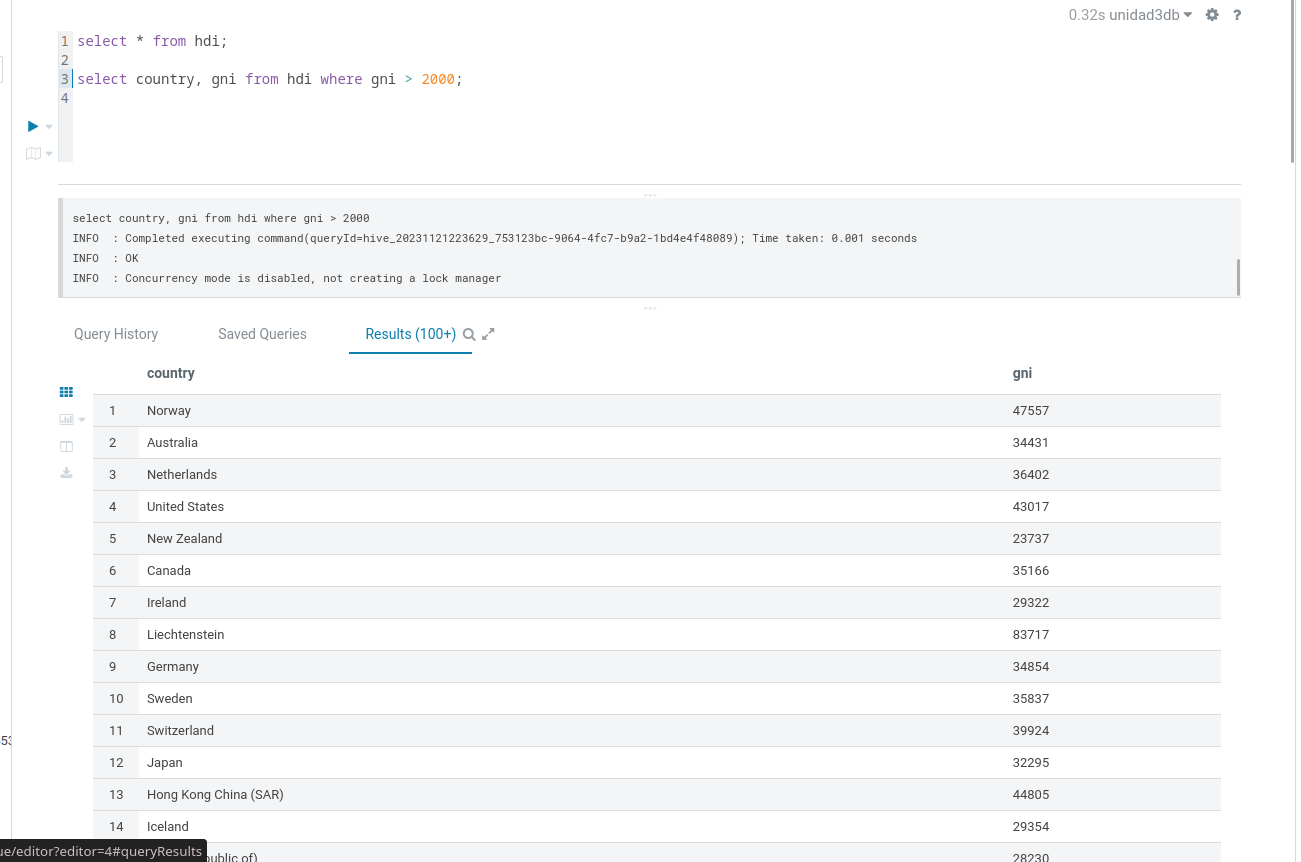 0.32s unidad3db ?
1 select * from hdi;
2
3 select country, gni from hdi where gni > 2000;
4
select country, gni from hdi where gni > 2000
INFO : Completed executing command(queryId=hive_20231121223629_753123bc-9064-4fc7-b9a2-1bd4e4f48089); Time taken: 0.001 seconds
INFO : OK
INFO : Concurrency mode is disabled, not creating a lock manager
Query History Saved Queries Results (100+)
country gni
1 Norway 47557
2 Australia 34431
3 Netherlands 36402
4 United States 43017
5 New Zealand 23737
6 Canada 35166
7 Ireland 29322
8 Liechtenstein 83717
9 Germany 34854
10 Sweden 35837
11 Switzerland 39924
53
12 Japan 32295
13 Hong Kong China (SAR) 44805
14 Iceland 29354
ue/editor?editor=4#queryResults
public of) 28230